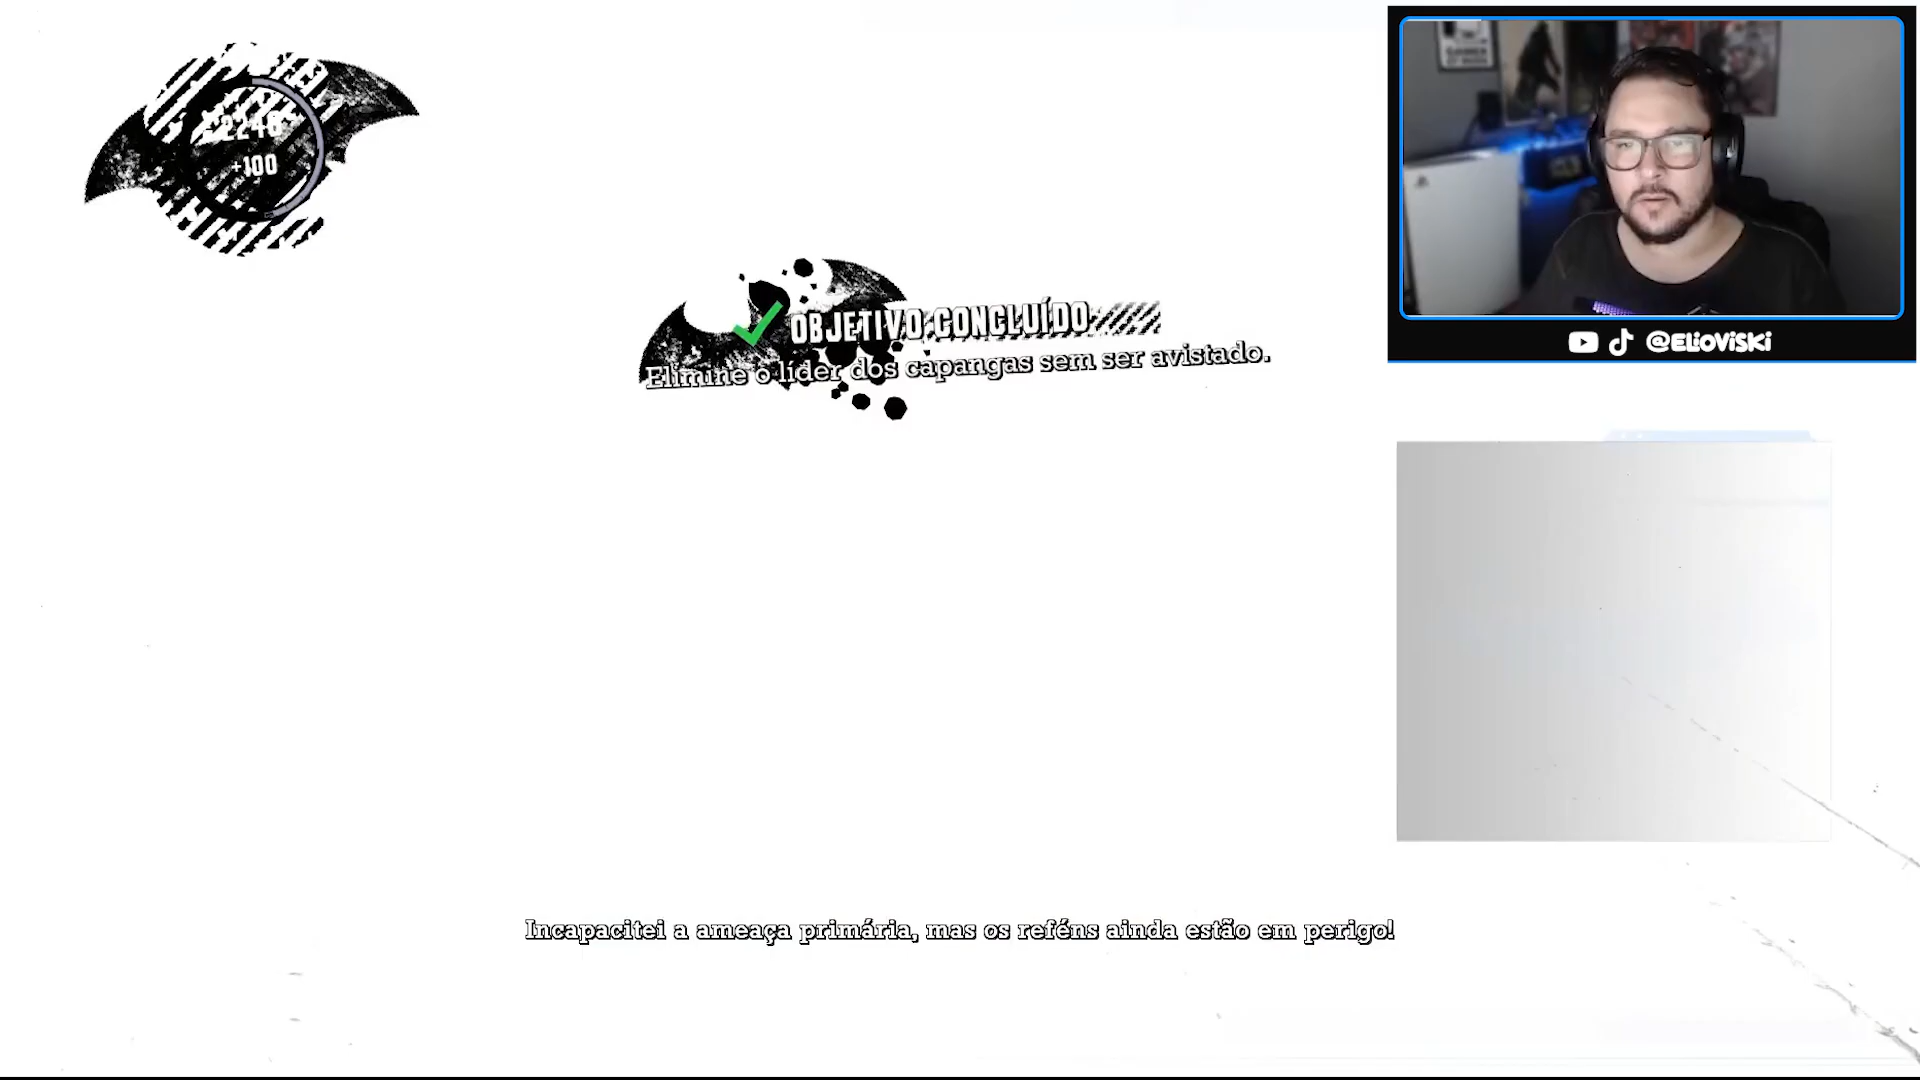 2246
+100
OBJETIVO CONCLUÍDO
Elimine o líder dos capangas sem ser avistado.
@ELIOVISKI
Incapacitei a ameaça primária, mas os reféns ainda estão em perigo!